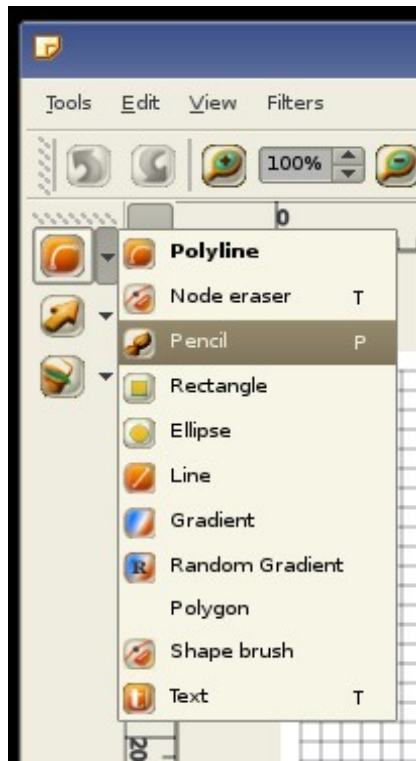 Tools Edit View Filters
100%
0
Polyline
Node eraser T
Pencil P
Rectangle
Ellipse
Line
Gradient
R Random Gradient
Polygon
Shape brush
Text T
20